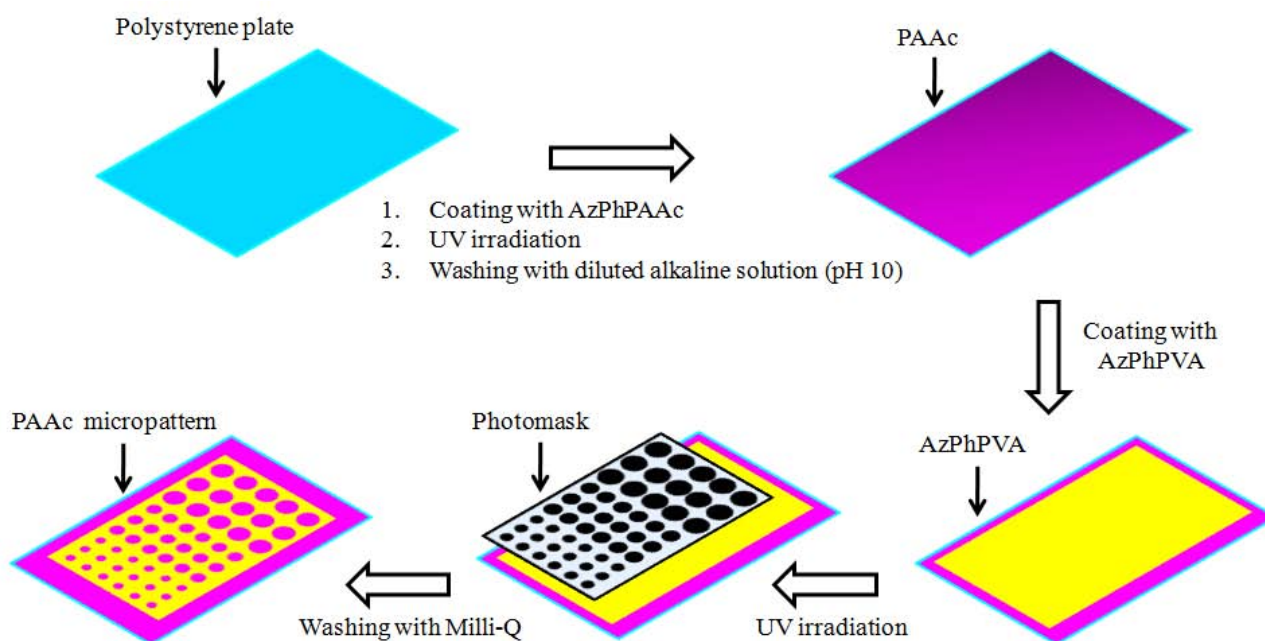 Polystyrene plate
PAAc
1. Coating with AzPhPAAc
2. UV irradiation
3. Washing with diluted alkaline solution (pH 10)
Coating with
AzPhPVA
PAAc micropattern
Photomask
AzPhPVA
Washing with Milli-Q
UV irradiation